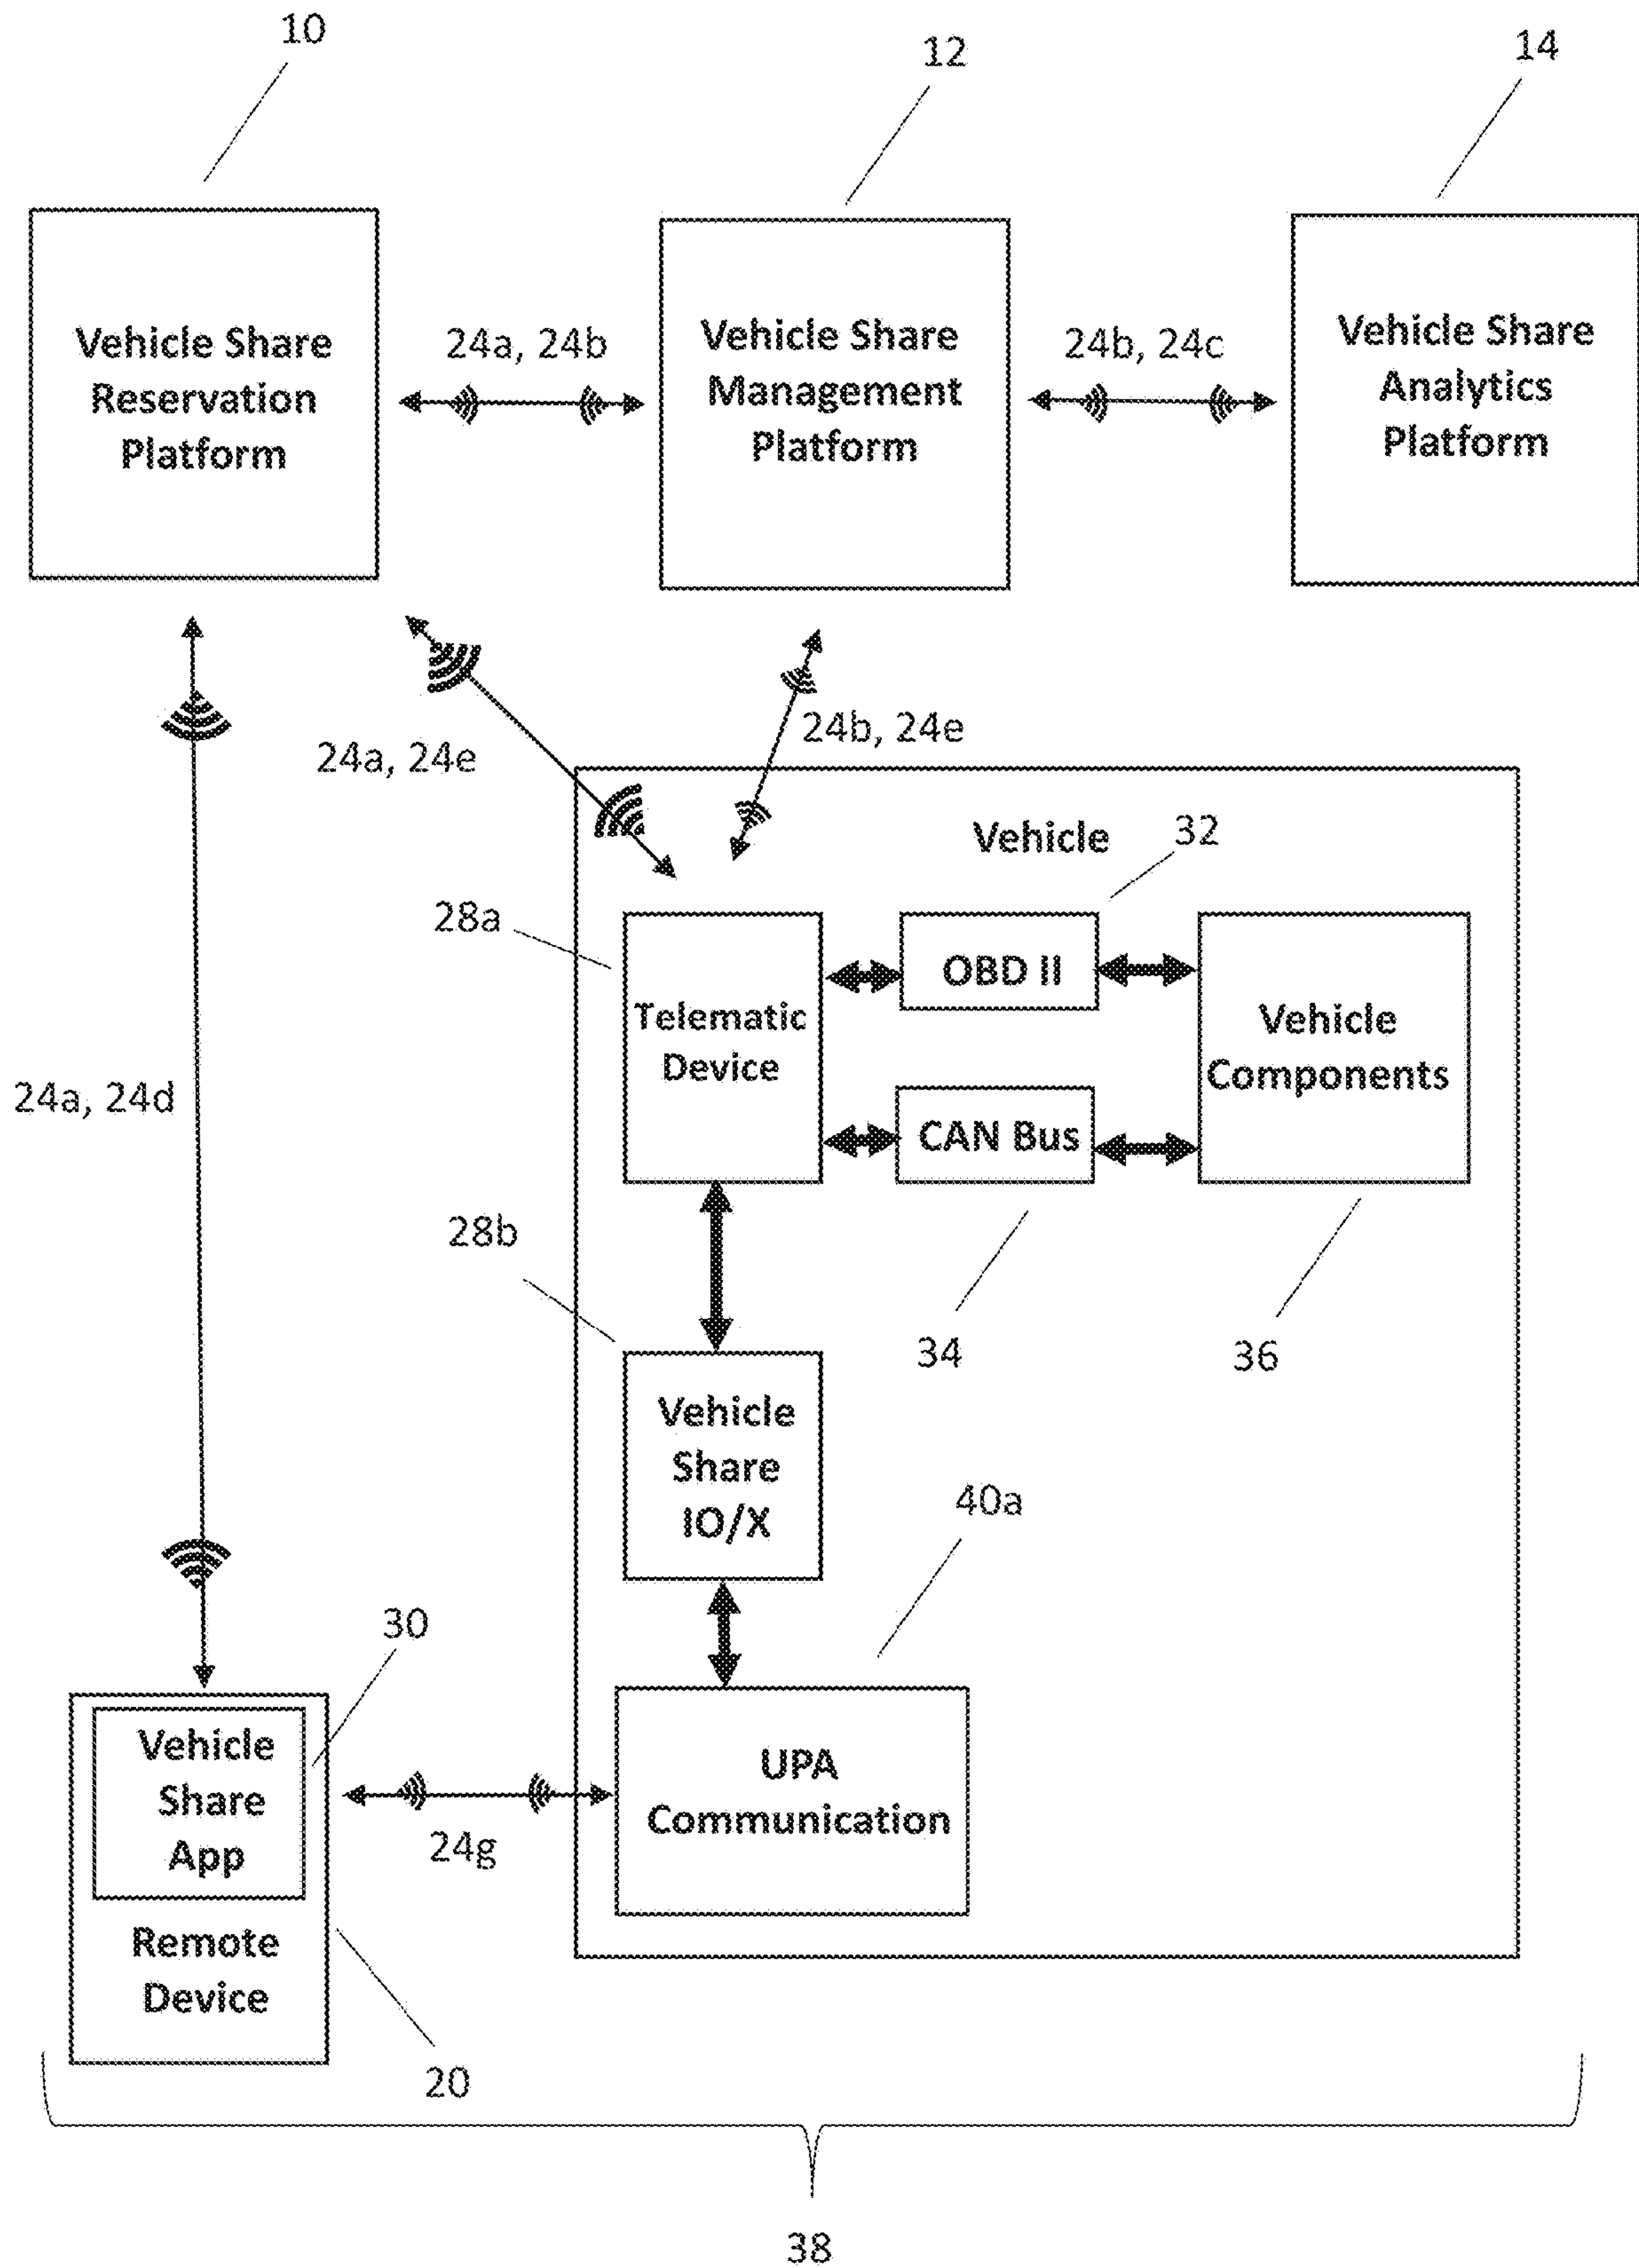 10
12
14
Vehicle Share
Reservation
Platform
24a, 24b
Vehicle Share
Management
Platform
24b, 24c
Vehicle Share
Analytics
Platform
24a, 24e
24b, 24e
Vehicle
32
28a
Telematic
Device
OBD II
Vehicle
Components
CAN Bus
24a, 24d
28b
34
36
Vehicle
Share
IO/X
40a
30
Vehicle
Share
App
Remote
Device
24g
UPA
Communication
20
38